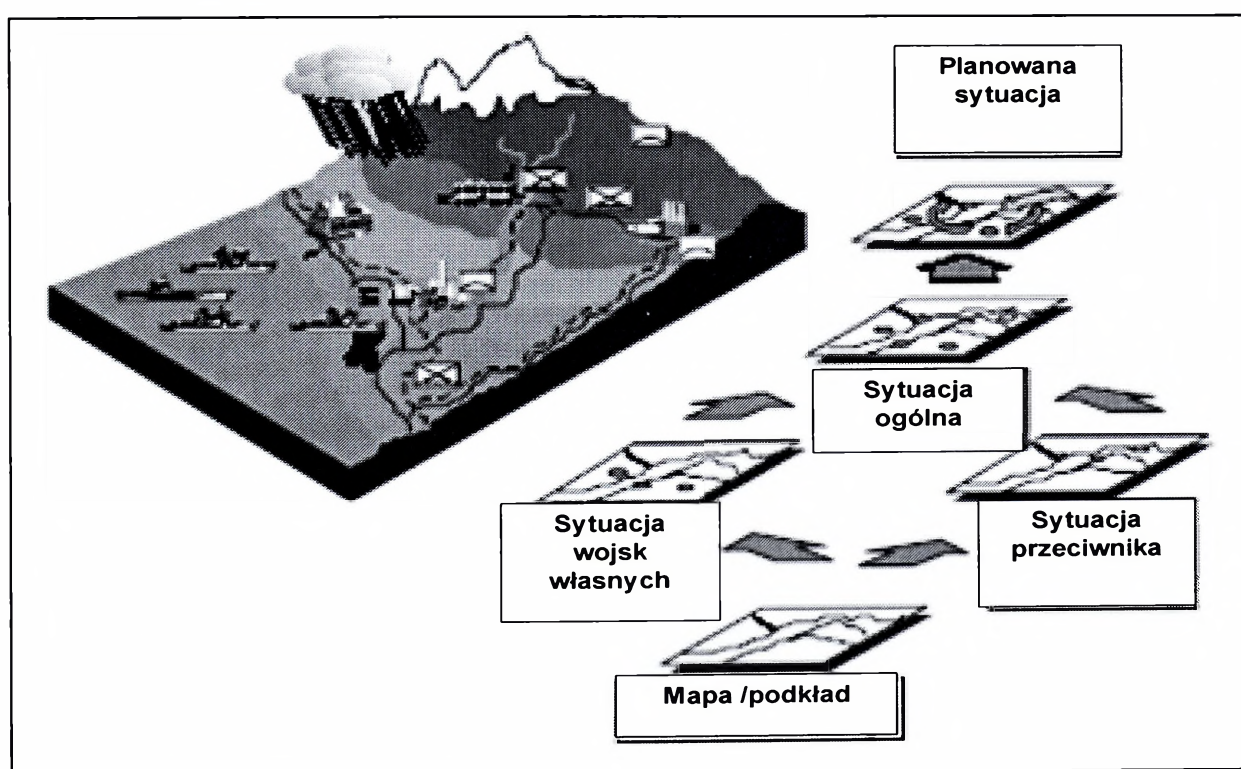 Planowana
sytuacja
Sytuacja
ogólna
Sytuacja
wojsk
własnych
Sytuacja
przeciwnika
Mapa /podkład